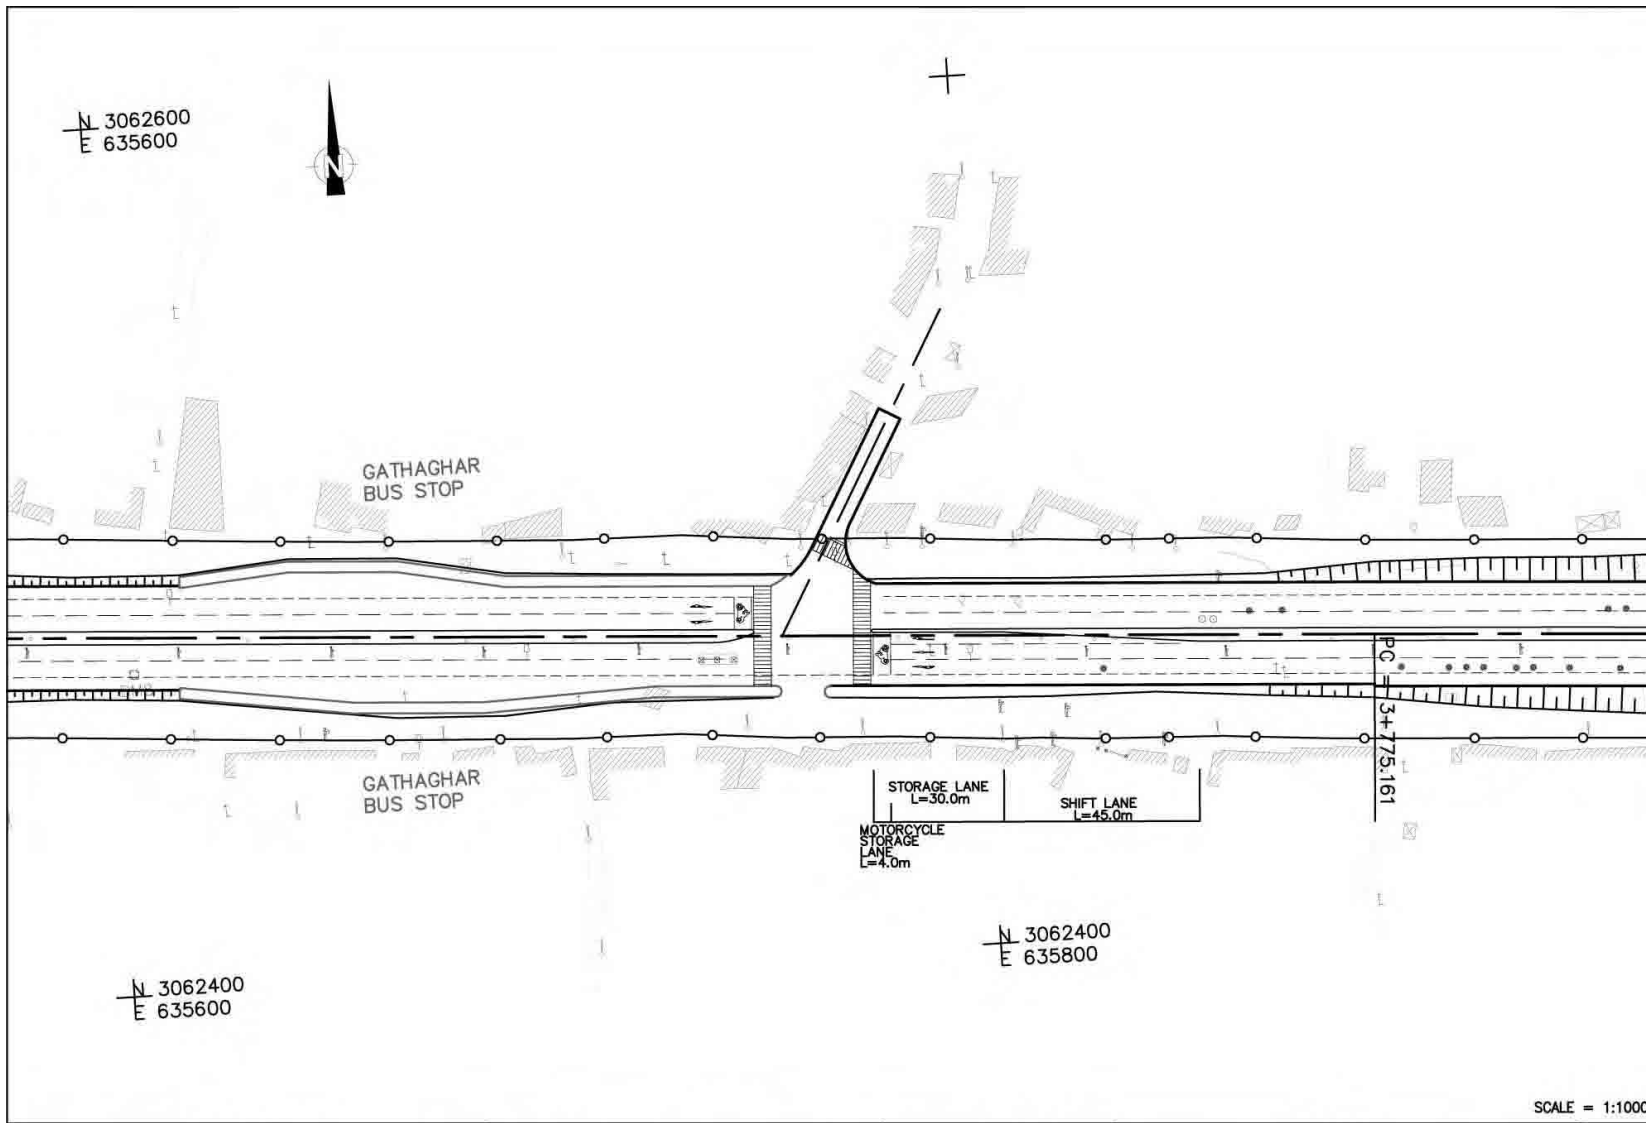 N 3062600
E 635600
N
GATHAGHAR
BUS STOP
GATHAGHAR
BUS STOP
STORAGE LANE
L=30.0m
SHIFT LANE
L=45.0m
MOTORCYCLE
STORAGE
LANE
L=4.0m
PC = 3+775.161
N 3062400
E 635800
N 3062400
E 635600
SCALE = 1:1000